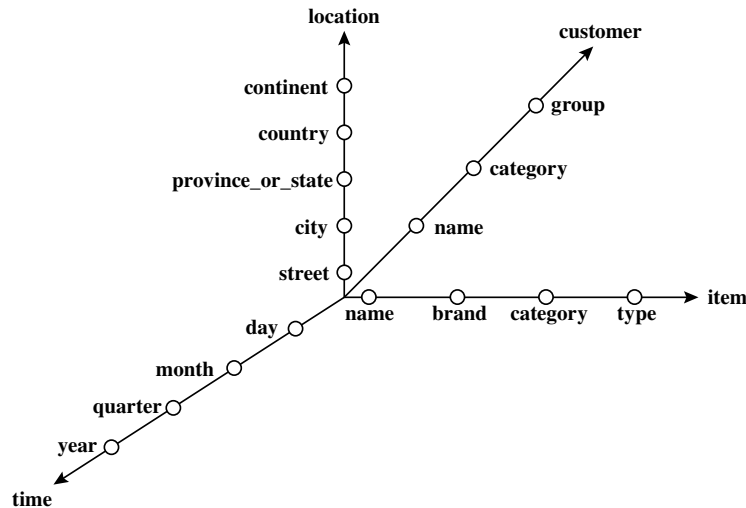 location
customer
continent
group
country
province_or_state
category
city
name
street
item
name
brand
category
type
day
month
quarter
year
time